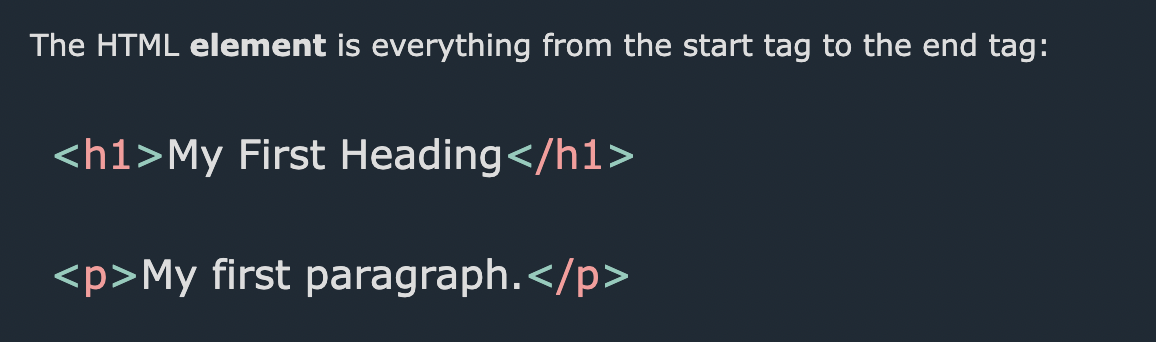 The HTML element is everything from the start tag to the end tag:
<h1>My First Heading</h1>
<p>My first paragraph.</p>